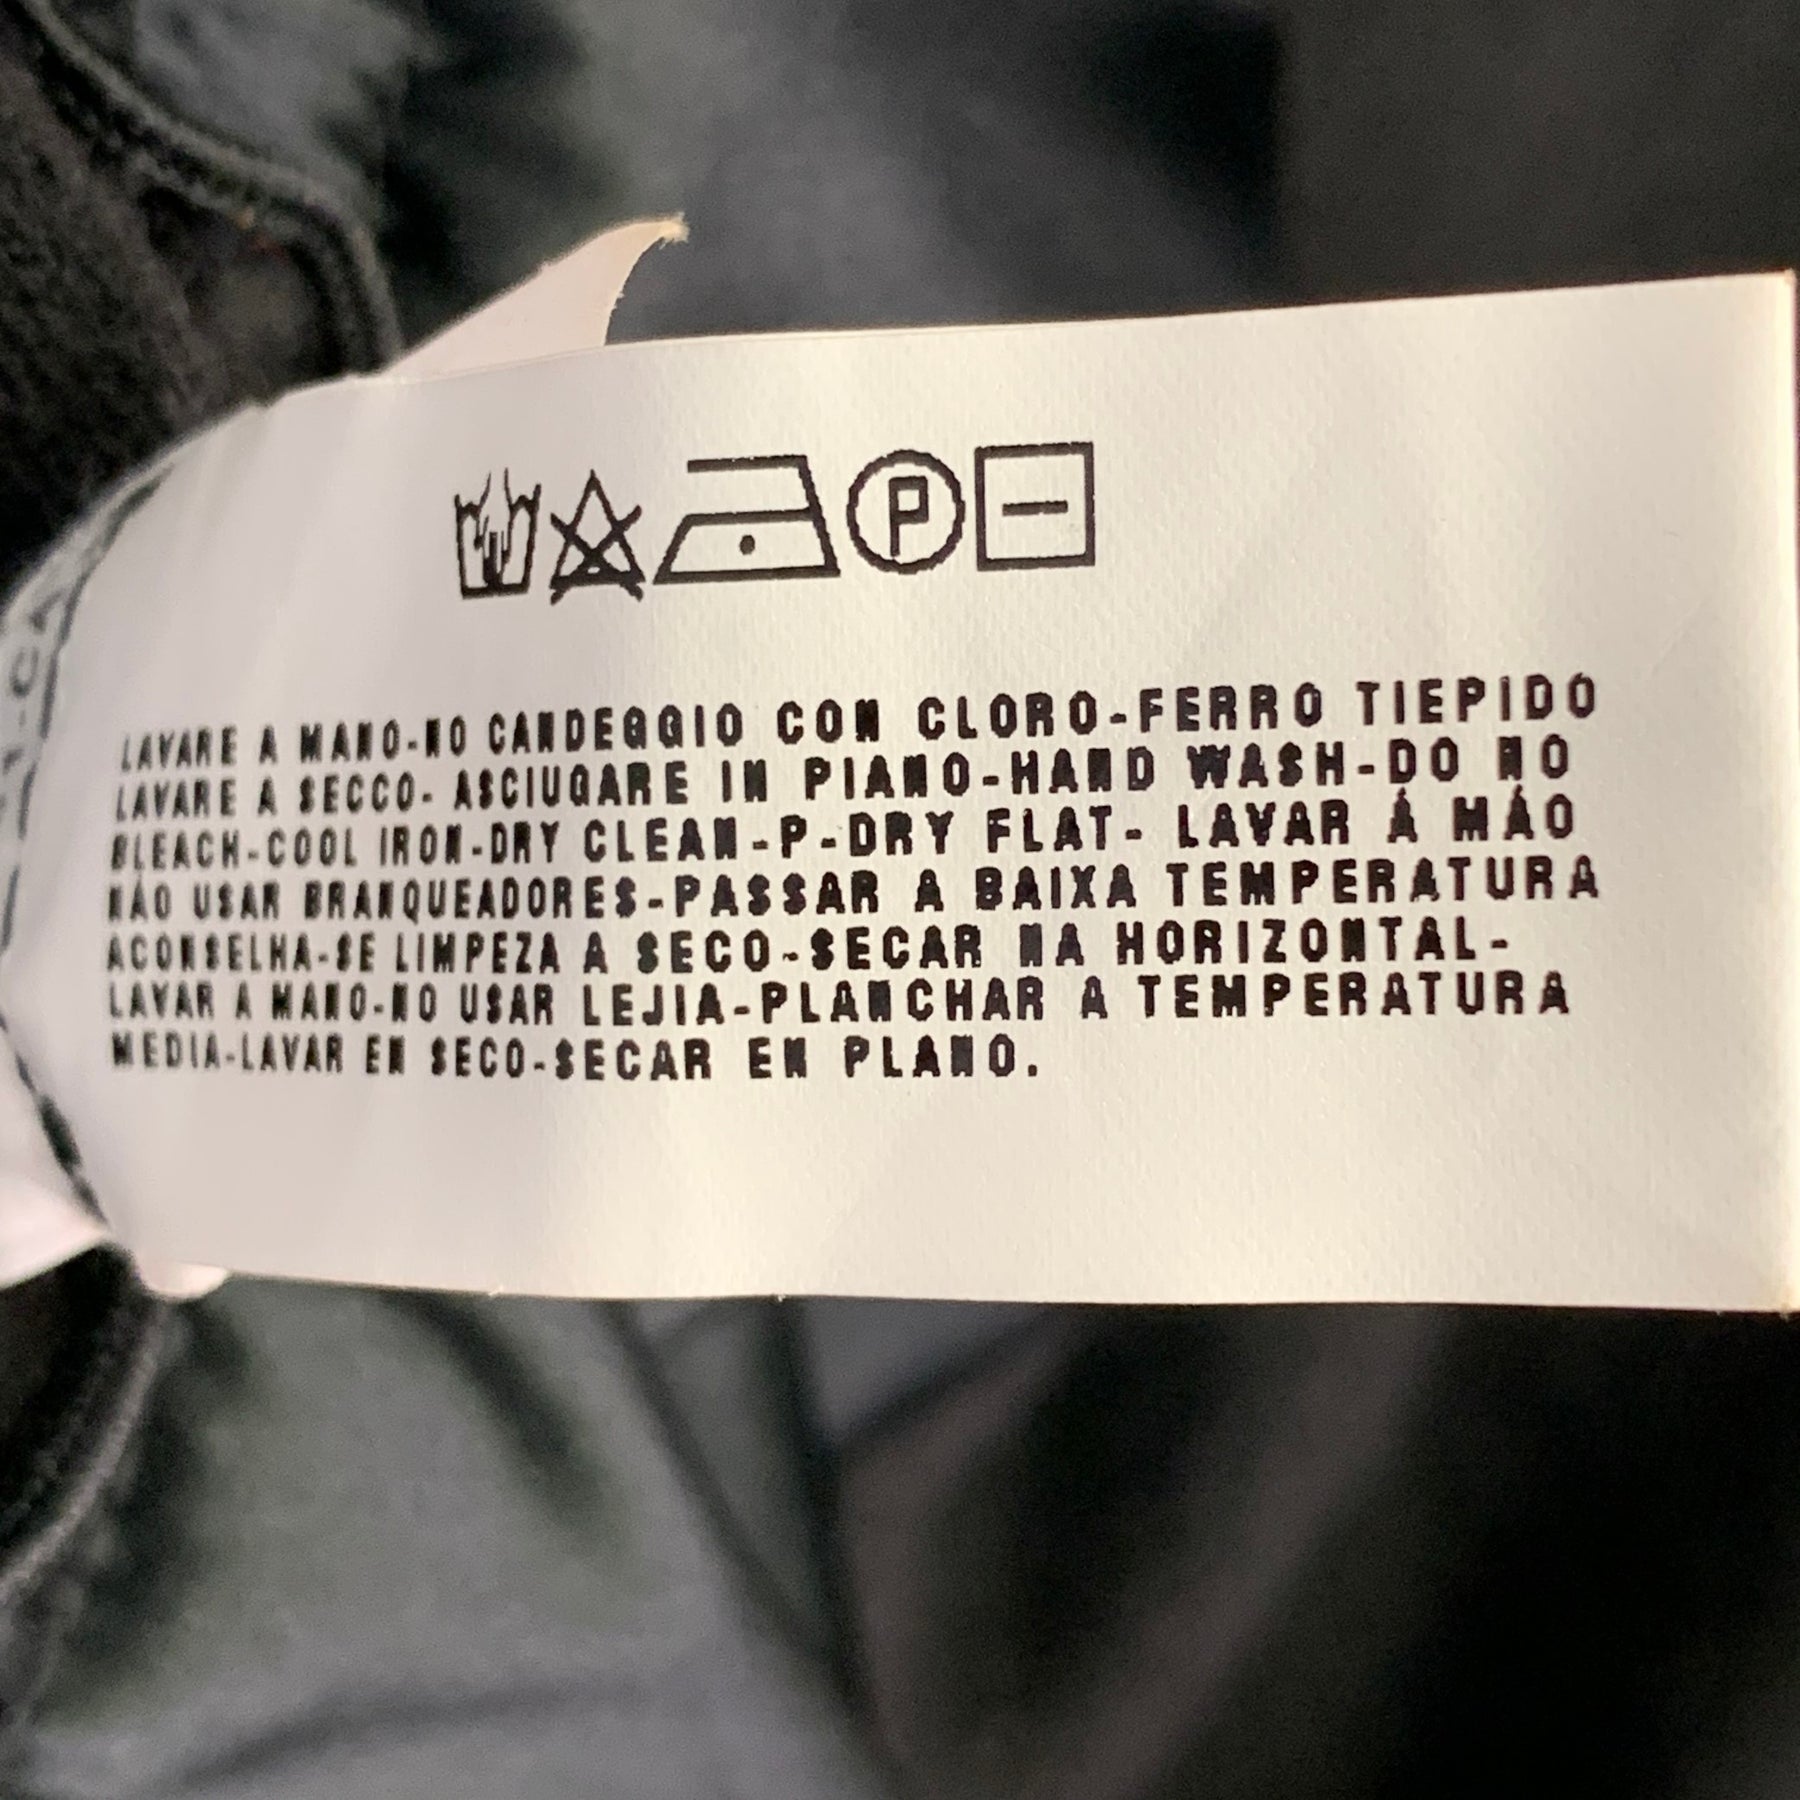 P
LAVARE A MANO-NO CANDEGGIO CON CLORO-FERRO TIEPIDO
LAVARE A SECCO- ASCIUGARE IN PIANO-HAND WASH-DO NO
BLEACH-COOL IRON-DRY CLEAN-P-DRY FLAT- LAVAR Á MÁO
NÁO USAR BRANQUEADORES-PASSAR A BAIXA TEMPERATURA
ACONSELHA-SE LIMPEZA A SECO-SECAR NA HORIZONTAL-
LAVAR A MANO-NO USAR LEJIA-PLANCHAR A TEMPERATURA
MEDIA-LAVAR EN SECO-SECAR EN PLANO.